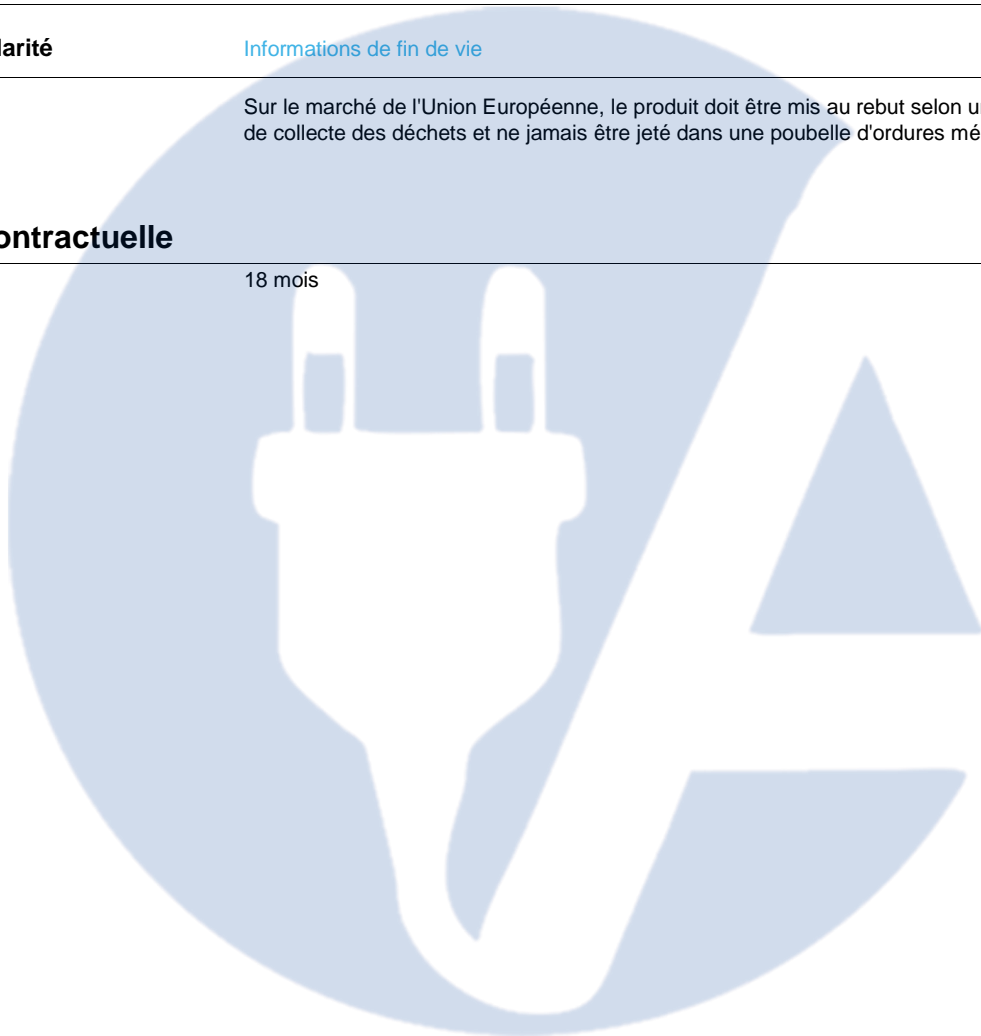 larité Informations de fin de vie
Sur le marché de l'Union Européenne, le produit doit être mis au rebut selon
de collecte des déchets et ne jamais être jeté dans une poubelle d'ordures
ontractuelle
18 mois